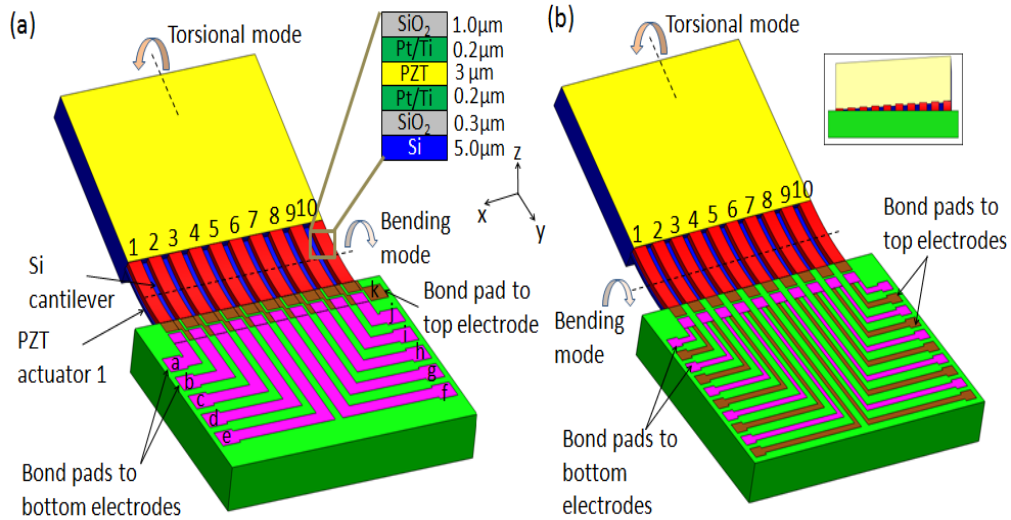 (a)
Torsional mode
SiO2 1.0μm
Pt/Ti 0.2μm
PZT 3 μm
Pt/Ti 0.2μm
SiO2 0.3μm
Si 5.0μm
z
x
y
1 2 3 4 5 6 7 8 9 10
Bending
mode
Si
cantilever
PZT
actuator 1
Bond pad to
top electrode
k
j
i
h
g
f
a
b
c
d
e
Bond pads to
bottom electrodes
(b)
Torsional mode
1 2 3 4 5 6 7 8 9 10
Bond pads to
top electrodes
Bending
mode
Bond pads to
bottom
electrodes